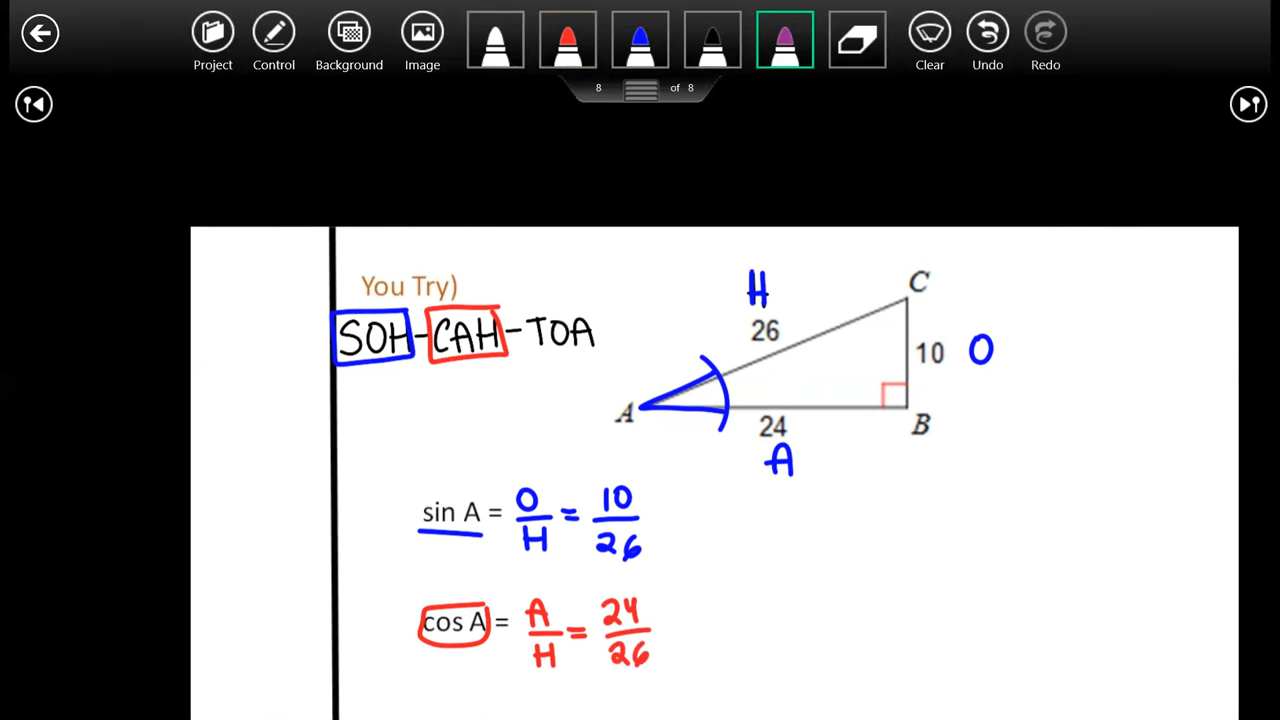 Project Control Background Image Clear Undo Redo
8 of 8
You Try)
SOH-CAH-TOA
H
26
C
10 O
A
B
24
A
sin A = O/H = 10/26
cos A = A/H = 24/26